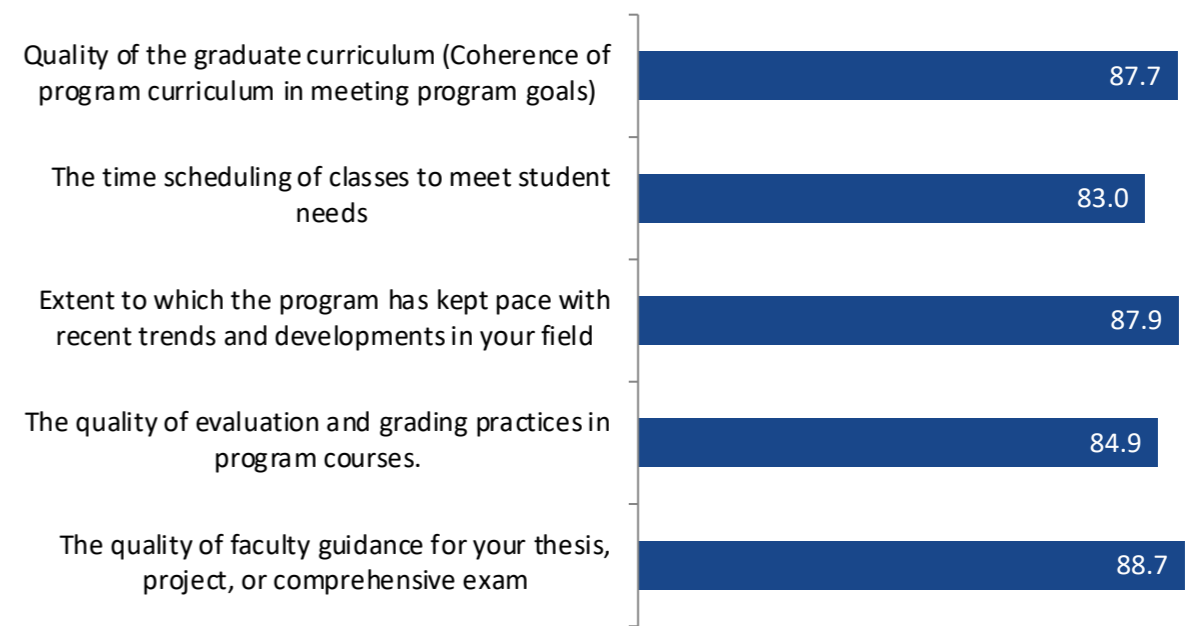 Quality of the graduate curriculum (Coherence of
program curriculum in meeting program goals)
87.7
The time scheduling of classes to meet student
needs
83.0
Extent to which the program has kept pace with
recent trends and developments in your field
87.9
The quality of evaluation and grading practices in
program courses.
84.9
The quality of faculty guidance for your thesis,
project, or comprehensive exam
88.7